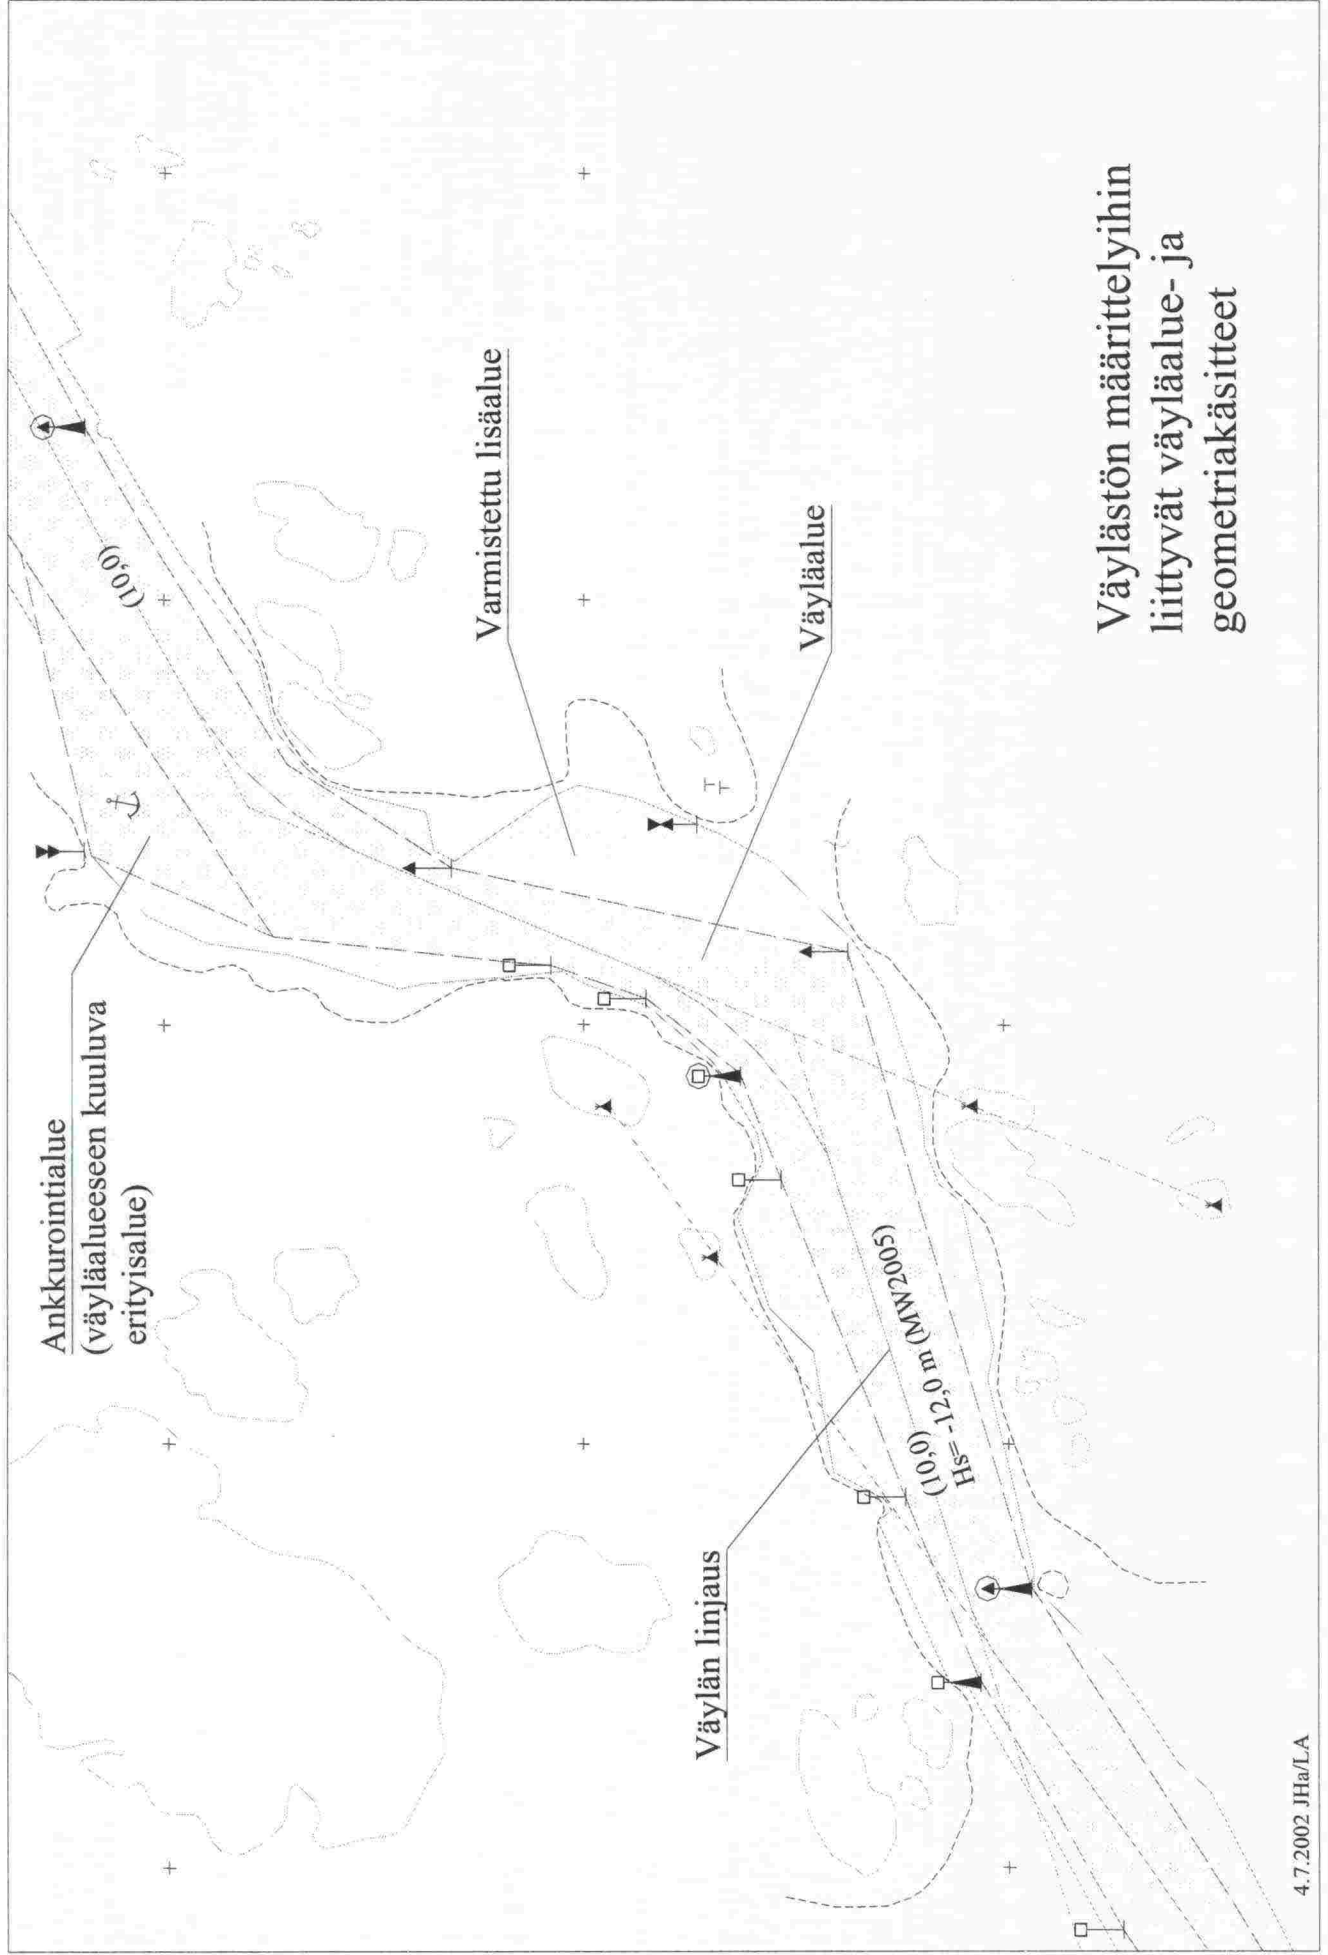 Ankkurointialue
(väyläalueeseen kuuluva
erityisalue)
(10,0)
Varmistettu lisäalue
Väyläalue
Väylän linjaus
(10,0)
Hs= -12,0 m (MW2005)
Väylästön määrittelyihin
liittyvät väyläalue- ja
geometriakäsitteet
4.7.2002 JHa/LA